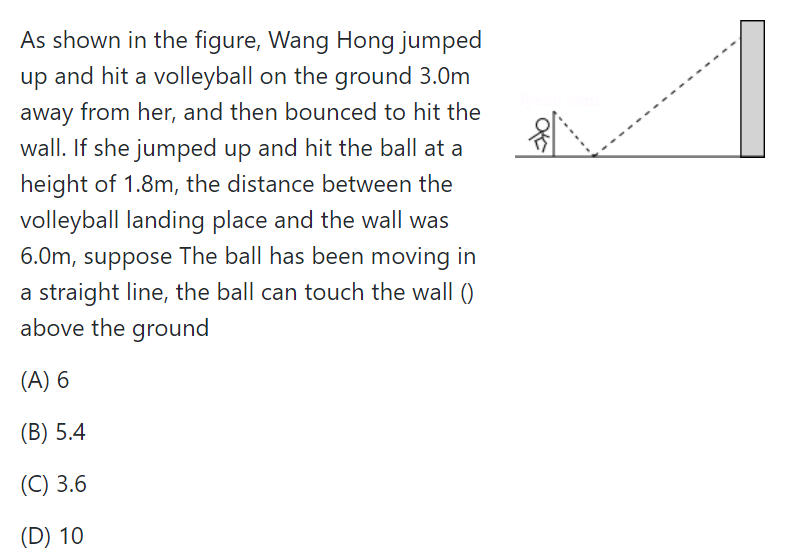 As shown in the figure, Wang Hong jumped
up and hit a volleyball on the ground 3.0m
away from her, and then bounced to hit the
wall. If she jumped up and hit the ball at a
height of 1.8m, the distance between the
volleyball landing place and the wall was
6.0m, suppose The ball has been moving in
a straight line, the ball can touch the wall ()
above the ground
(A) 6
(B) 5.4
(C) 3.6
(D) 10